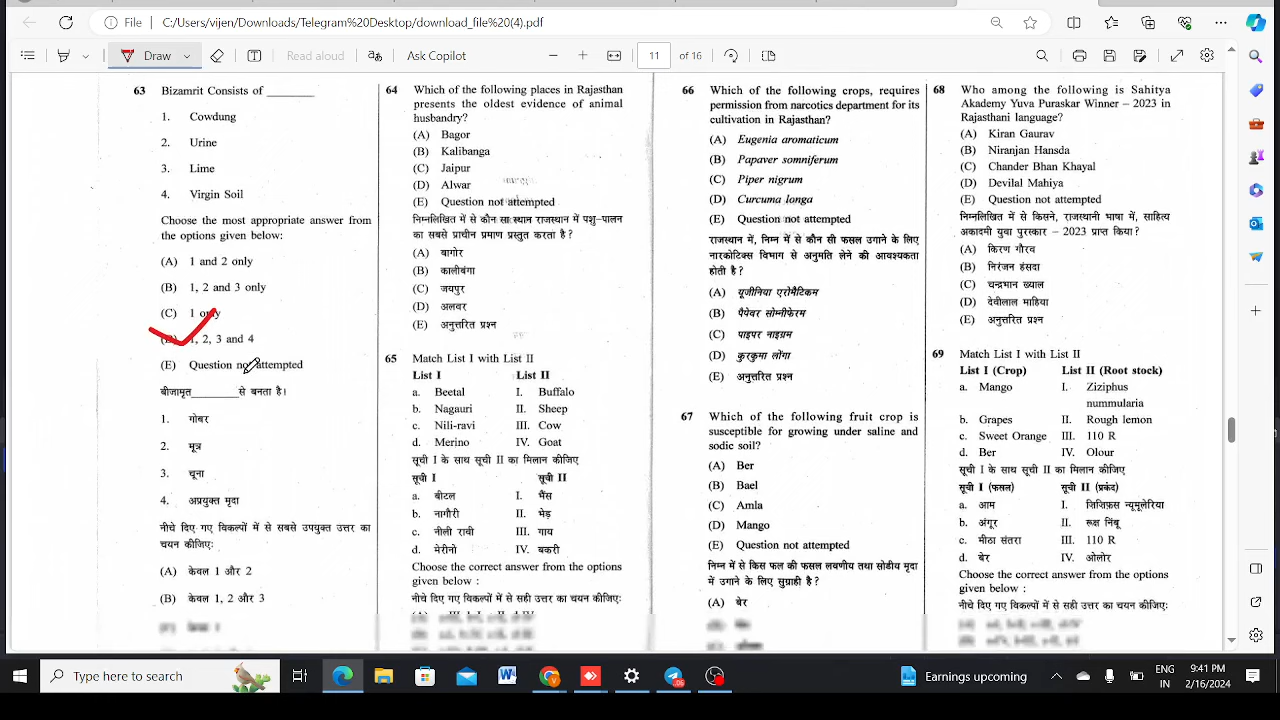 File
C:/Users/vijen/Downloads/Telegram%20Desktop/download_file%20(4).pdf
Draw
Read aloud
Ask Copilot
11
of 16
63 Bizamrit Consists of ________
1. Cowdung
2. Urine
3. Lime
4. Virgin Soil
Choose the most appropriate answer from
the options given below:
(A) 1 and 2 only
(B) 1, 2 and 3 only
(C) 1 only
1, 2, 3 and 4
(E) Question not attempted
बीजामृत________से बनता है।
1. गोबर
2. मूत्र
3. चूना
4. अप्रयुक्त मृदा
नीचे दिए गए विकल्पों में से सबसे उपयुक्त उत्तर का
चयन कीजिएः
(A) केवल 1 और 2
(B) केवल 1, 2 और 3
64 Which of the following places in Rajasthan
presents the oldest evidence of animal
husbandry?
(A) Bagor
(B) Kalibanga
(C) Jaipur
(D) Alwar
(E) Question not attempted
निम्नलिखित में से कौन सा स्थान राजस्थान में पशु-पालन
का सबसे प्राचीन प्रमाण प्रस्तुत करता है ?
(A) बागोर
(B) कालीबंगा
(C) जयपुर
(D) अलवर
(E) अनुत्तरित प्रश्न
65 Match List I with List II
List I List II
a. Beetal I. Buffalo
b. Nagauri II. Sheep
c. Nili-ravi III. Cow
d. Merino IV. Goat
सूची I के साथ सूची II का मिलान कीजिए
सूची I सूची II
a. बीटल I. भैंस
b. नागौरी II. भेड़
c. नीली रावी III. गाय
d. मेरीनो IV. बकरी
Choose the correct answer from the options
given below :
नीचे दिए गए विकल्पों में से सही उत्तर का चयन कीजिएः
66 Which of the following crops, requires
permission from narcotics department for its
cultivation in Rajasthan?
(A) Eugenia aromaticum
(B) Papaver somniferum
(C) Piper nigrum
(D) Curcuma longa
(E) Question not attempted
राजस्थान में, निम्न में से कौन सी फसल उगाने के लिए
नारकोटिक्स विभाग से अनुमति लेने की आवश्यकता
होती है ?
(A) यूजीनिया एरोमैटिकम
(B) पैपेवर सोम्नीफेरम
(C) पाइपर नाइग्रम
(D) कुरकुमा लोंगा
(E) अनुत्तरित प्रश्न
67 Which of the following fruit crop is
susceptible for growing under saline and
sodic soil?
(A) Ber
(B) Bael
(C) Amla
(D) Mango
(E) Question not attempted
निम्न में से किस फल की फसल लवणीय तथा सोडीय मृदा
में उगाने के लिए सुग्राही है ?
(A) बेर
68 Who among the following is Sahitya
Akademy Yuva Puraskar Winner – 2023 in
Rajasthani language?
(A) Kiran Gaurav
(B) Niranjan Hansda
(C) Chander Bhan Khayal
(D) Devilal Mahiya
(E) Question not attempted
निम्नलिखित में से किसने, राजस्थानी भाषा में, साहित्य
अकादमी युवा पुरस्कार – 2023 प्राप्त किया?
(A) किरण गौरव
(B) निरंजन हंसदा
(C) चन्द्रभान ख्याल
(D) देवीलाल माहिया
(E) अनुत्तरित प्रश्न
69 Match List I with List II
List I (Crop) List II (Root stock)
a. Mango I. Ziziphus
nummularia
b. Grapes II. Rough lemon
c. Sweet Orange III. 110 R
d. Ber IV. Olour
सूची I के साथ सूची II का मिलान कीजिए
सूची I (फसल) सूची II (प्रकंद)
a. आम I. जिज़िफ़स न्यूमूलेरिया
b. अंगूर II. रूक्ष निंबू
c. मीठा संतरा III. 110 R
d. बेर IV. ओलोर
Choose the correct answer from the options
given below :
नीचे दिए गए विकल्पों में से सही उत्तर का चयन कीजिएः
Type here to search
Earnings upcoming
ENG
IN
9:41 PM
2/16/2024